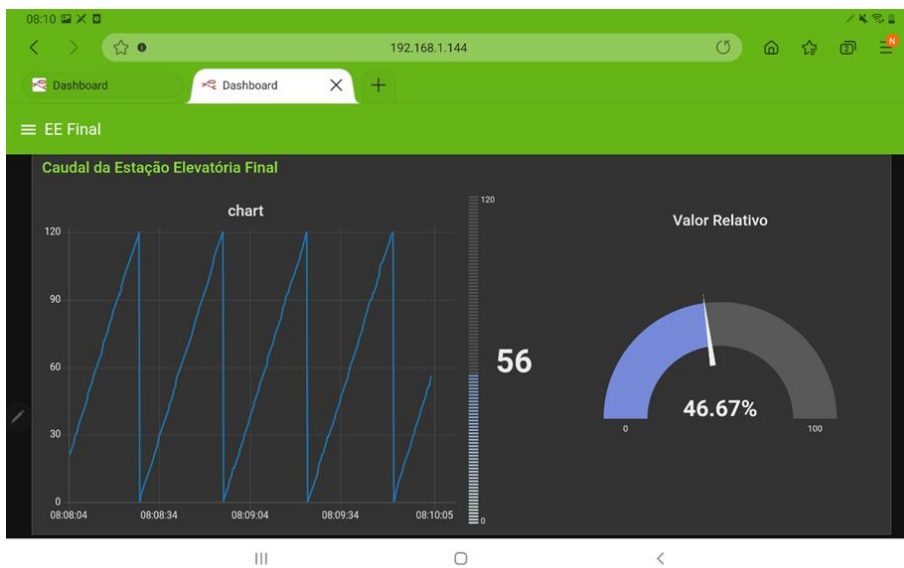 08:10
192.168.1.144
2
N
Dashboard
Dashboard
EE Final
Caudal da Estação Elevatória Final
chart
120
90
60
30
0
08:08:04 08:08:34 08:09:04 08:09:34 08:10:05
120
56
0
Valor Relativo
46.67%
0 100